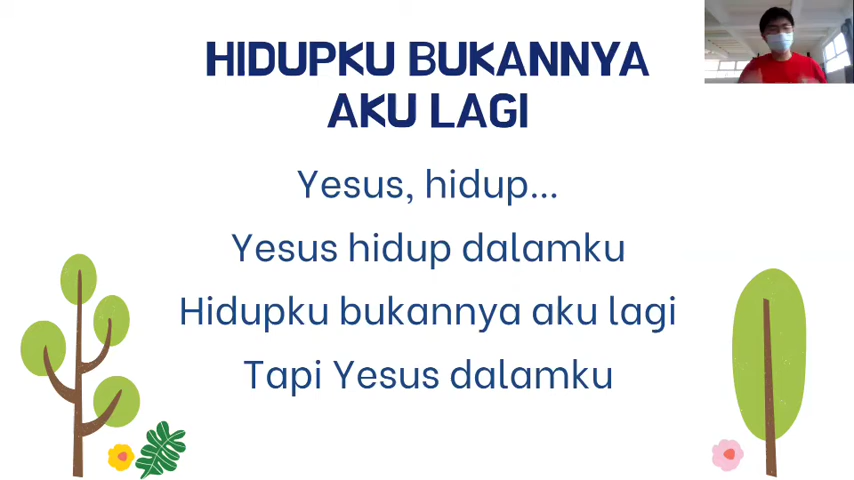 HIDUPKU BUKANNYA
AKU LAGI
Yesus, hidup...
Yesus hidup dalamku
Hidupku bukannya aku lagi
Tapi Yesus dalamku